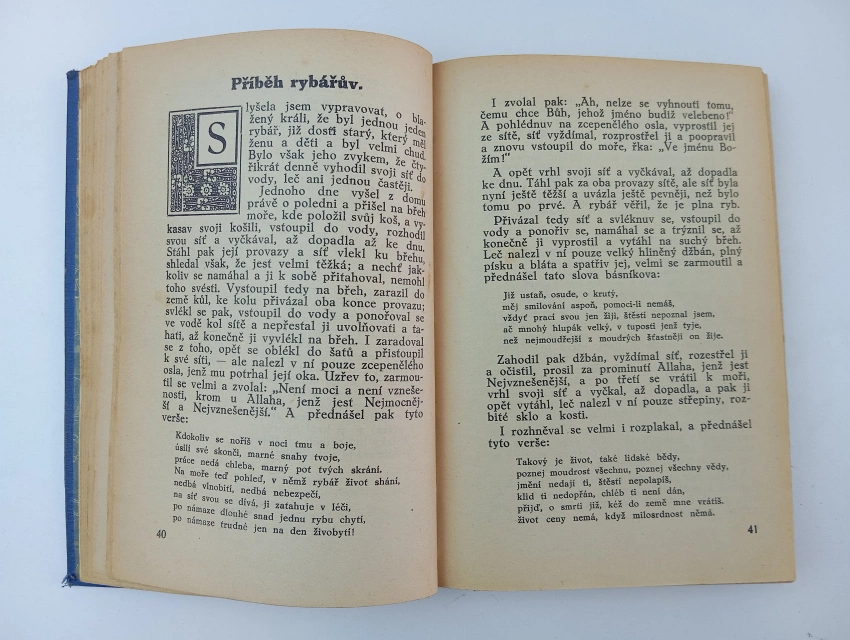 Příběh rybářův.
Slyšela jsem vypravovat, o bla-
žený králi, že byl jednou jeden
rybář, již dosti starý, který měl
ženu a děti a byl velmi chud.
Bylo však jeho zvykem, že čty-
řikrát denně vyhodil svoji síť do
vody, leč ani jednou častěji.
Jednoho dne vyšel z domu
právě o poledni a přišel na břeh
moře, kde položil svůj koš, a vy-
kasav svoji košili, vstoupil do vody, rozhodil
svou síť a vyčkával, až dopadla až ke dnu.
Stáhl pak její provazy a síť vlekl ku břehu,
shledal však, že jest velmi těžká; a nechť jak-
koliv se namáhal a ji k sobě přitahoval, nemohl
toho svésti. Vystoupil tedy na břeh, zarazil do
země kůl, ke kolu přivázal oba konce provazu;
svlékl se pak, vstoupil do vody a ponořoval se
ve vodě kol sítě a nepřestal ji uvolňovati a ta-
hati, až konečně ji vyvlékl na břeh. I zaradoval
se z toho, opět se oblékl do šatů a přistoupil
k své síti, — ale nalezl v ní pouze zcepenělého
osla, jenž mu potrhal její oka. Uzřev to, zarmou-
til se velmi a zvolal: „Není moci a není vzneše-
nosti, krom u Allaha, jenž jest Nejmocněj-
ší a Nejvznešenější.“ A přednášel pak tyto
verše:
Kdokoliv se noříš v noci tmu a boje,
úsilí své skonči, marné snahy tvoje,
práce nedá chleba, marný pot tvých skrání.
Na moře teď pohleď, v němž rybář život shání,
nedbá vlnobití, nedbá nebezpečí,
na síť svou se dívá, ji zatahuje v léči,
po námaze dlouhé snad jednu rybu chytí,
po námaze trudné jen na den živobytí!
40
I zvolal pak: „Ah, nelze se vyhnouti tomu,
čemu chce Bůh, jehož jméno budiž velebeno!“
A pohlédnuv na zcepenělého osla, vyprostil jej
ze sítě, síť vyždímal, rozprostřel ji a poopravil
a znovu vstoupil do moře, řka: „Ve jménu Bo-
žím!“
A opět vrhl svoji síť a vyčkával, až dopadla
ke dnu. Táhl pak za oba provazy sítě, ale síť byla
nyní ještě těžší a uvázla ještě pevněji, než bylo
tomu po prvé. A rybář věřil, že je plna ryb.
Přivázal tedy síť a svléknuv se, vstoupil do
vody a ponořiv se, namáhal se a trýznil se, až
konečně ji vyprostil a vytáhl na suchý břeh.
Leč nalezl v ní pouze velký hliněný džbán, plný
písku a bláta a spatřiv jej, velmi se zarmoutil a
přednášel tato slova básníkova:
Již ustaň, osude, o krutý,
měj smilování aspoň, pomoci-li nemáš,
vždyť prací svou jen žiji, štěstí nepoznal jsem,
ač mnohý hlupák velký, v tuposti jenž tyje,
než nejmoudřejší z moudrých šťastněji on žije.
Zahodil pak džbán, vyždímal síť, rozestřel ji
a očistil, prosil za prominutí Allaha, jenž jest
Nejvznešenější, a po třetí se vrátil k moři,
vrhl svoji síť a vyčkal, až dopadla, a pak ji
opět vytáhl, leč nalezl v ní pouze střepiny, roz-
bité sklo a kosti.
I rozhněval se velmi i rozplakal, a přednášel
tyto verše:
Takový je život, také lidské bědy,
poznej moudrost všechnu, poznej všechny vědy,
jmění nedají ti, štěstí nepolapíš,
klid ti nedopřán, chléb ti není dán,
přijď, o smrti již, kéž do země mne vrátíš.
život ceny nemá, když milosrdnost němá.
41